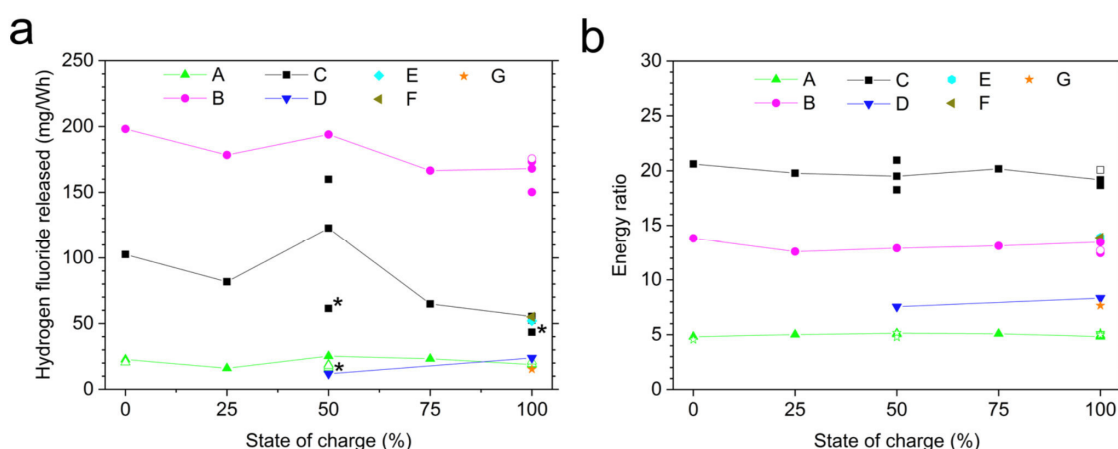 a
Hydrogen fluoride released (mg/Wh)
250
200
150
100
50
0
A
C
E
G
B
D
F
*
*
*
0
25
50
75
100
State of charge (%)
b
Energy ratio
30
25
20
15
10
5
0
A
C
E
G
B
D
F
0
25
50
75
100
State of charge (%)